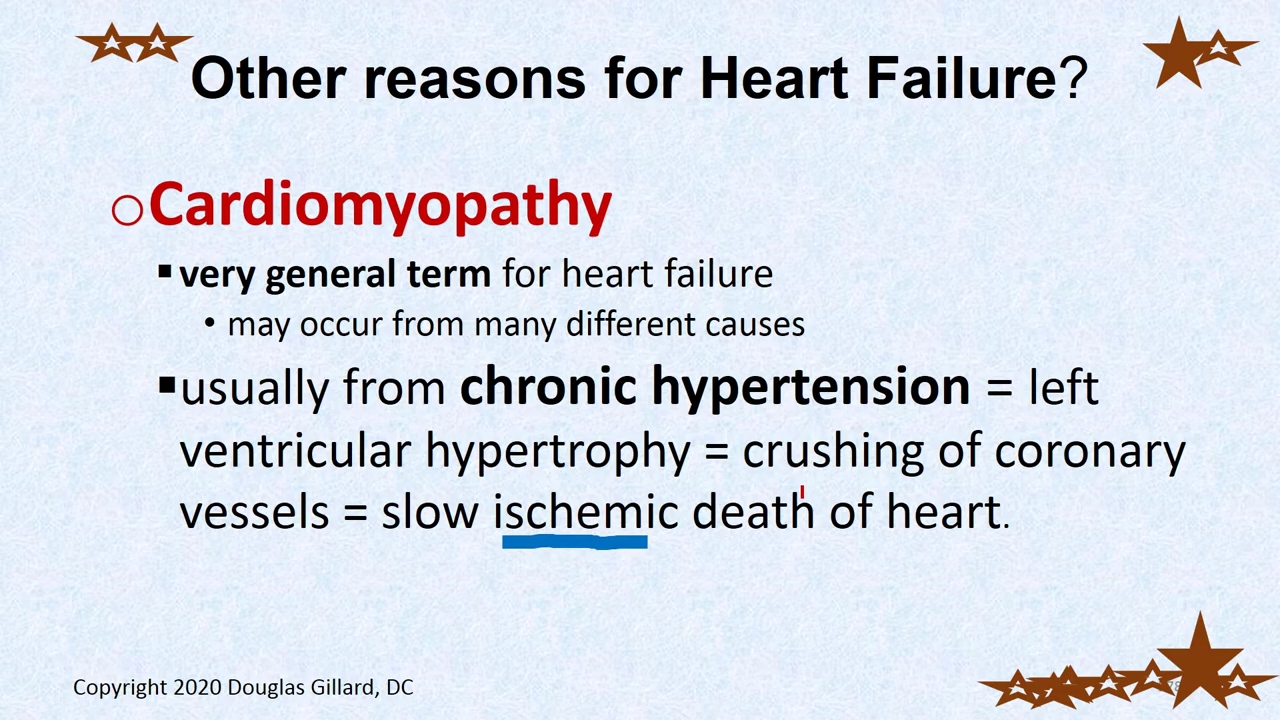 Other reasons for Heart Failure?
Cardiomyopathy
very general term for heart failure
may occur from many different causes
usually from chronic hypertension = left
ventricular hypertrophy = crushing of coronary
vessels = slow ischemic death of heart.
Copyright 2020 Douglas Gillard, DC